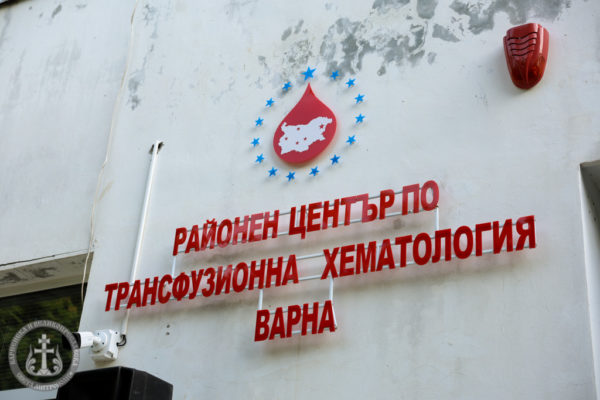 РАЙОНЕН ЦЕНТЪР ПО
ТРАНСФУЗИОННА ХЕМАТОЛОГИЯ
ВАРНА